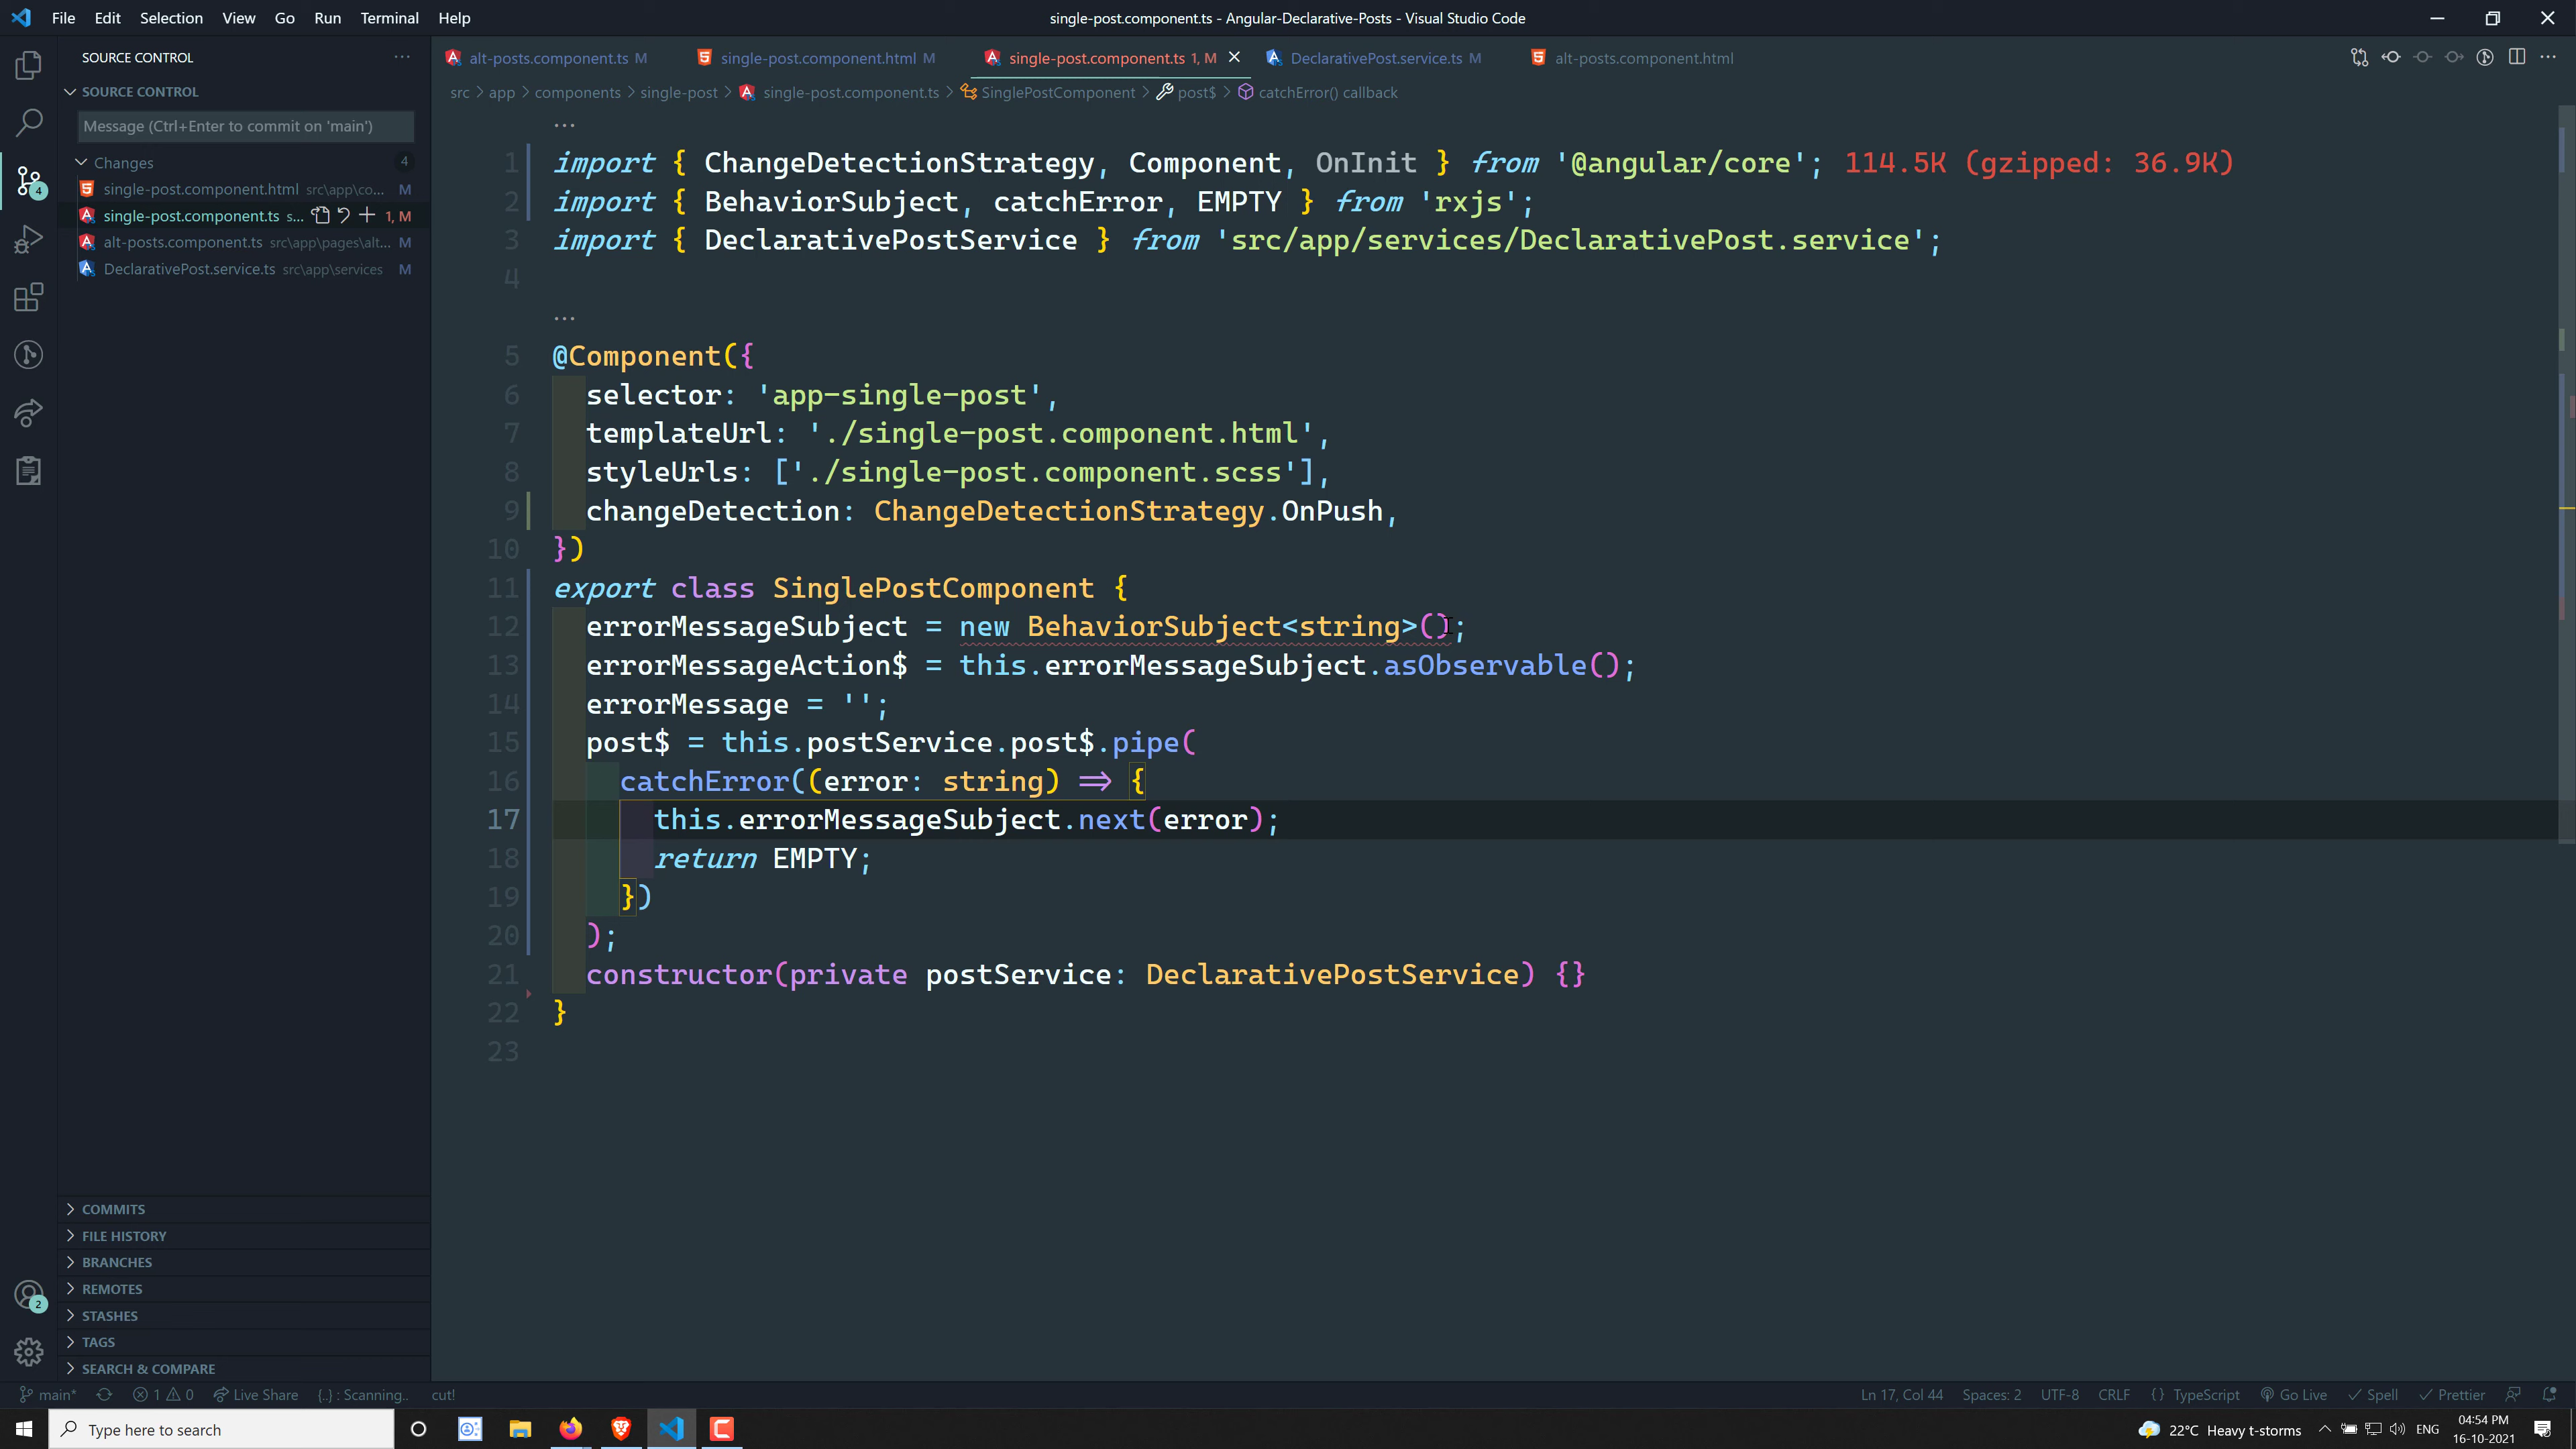 File Edit Selection View Go Run Terminal Help
single-post.component.ts - Angular-Declarative-Posts - Visual Studio Code
SOURCE CONTROL ...
alt-posts.component.ts M
single-post.component.html M
single-post.component.ts 1, M
DeclarativePost.service.ts M
alt-posts.component.html
src > app > components > single-post > single-post.component.ts > SinglePostComponent > post$ > catchError() callback
SOURCE CONTROL
Message (Ctrl+Enter to commit on 'main')
Changes 4
single-post.component.html src\app\co... M
single-post.component.ts s... 1, M
alt-posts.component.ts src\app\pages\alt... M
DeclarativePost.service.ts src\app\services M
4
...
1 import { ChangeDetectionStrategy, Component, OnInit } from '@angular/core'; 114.5K (gzipped: 36.9K)
2 import { BehaviorSubject, catchError, EMPTY } from 'rxjs';
3 import { DeclarativePostService } from 'src/app/services/DeclarativePost.service';
4
...
5 @Component({
6 selector: 'app-single-post',
7 templateUrl: './single-post.component.html',
8 styleUrls: ['./single-post.component.scss'],
9 changeDetection: ChangeDetectionStrategy.OnPush,
10 })
11 export class SinglePostComponent {
12 errorMessageSubject = new BehaviorSubject<string>();
13 errorMessageAction$ = this.errorMessageSubject.asObservable();
14 errorMessage = '';
15 post$ = this.postService.post$.pipe(
16 catchError((error: string) => {
17 this.errorMessageSubject.next(error);
18 return EMPTY;
19 })
20 );
21 constructor(private postService: DeclarativePostService) {}
22 }
23
COMMITS
FILE HISTORY
BRANCHES
REMOTES
STASHES
TAGS
SEARCH & COMPARE
2
main* 1 0 Live Share {..} : Scanning.. cut!
Ln 17, Col 44 Spaces: 2 UTF-8 CRLF {} TypeScript Go Live Spell Prettier
Type here to search
22°C Heavy t-storms ENG 04:54 PM
16-10-2021